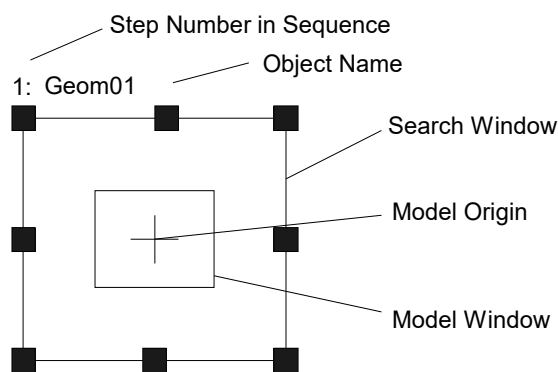 Step Number in Sequence
Object Name
1: Geom01
Search Window
Model Origin
Model Window